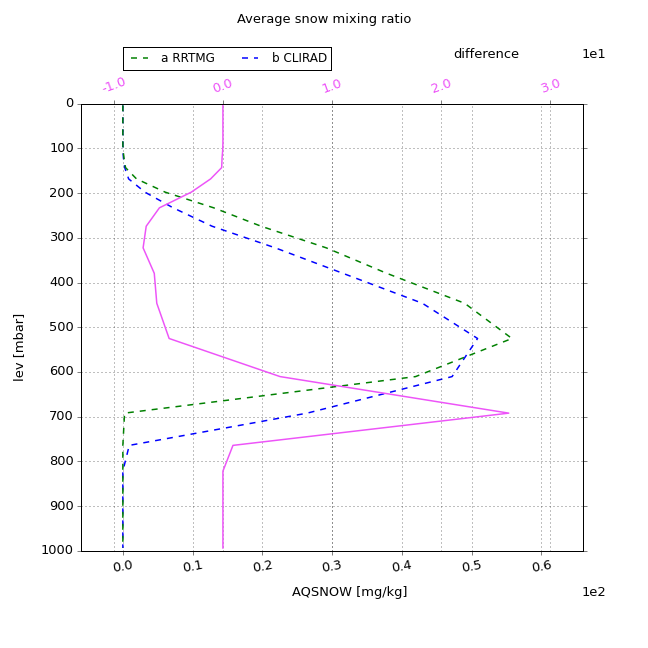 Average snow mixing ratio
a RRTMG b CLIRAD difference 1e1
-1.0 0.0 1.0 2.0 3.0
0
100
200
300
400
500
600
700
800
900
1000
lev [mbar]
0.0 0.1 0.2 0.3 0.4 0.5 0.6
AQSNOW [mg/kg] 1e2